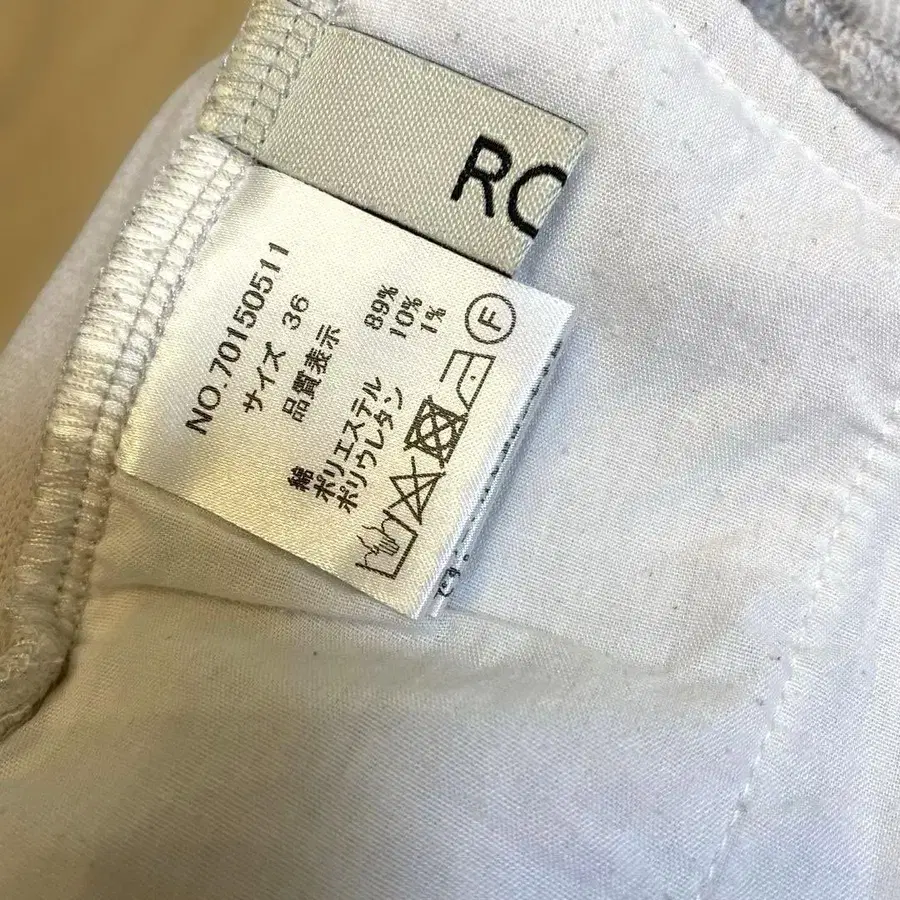 RO
NO.70150511
サイズ 36
品質表示
綿 89%
ポリエステル 10%
ポリウレタン 1%
F